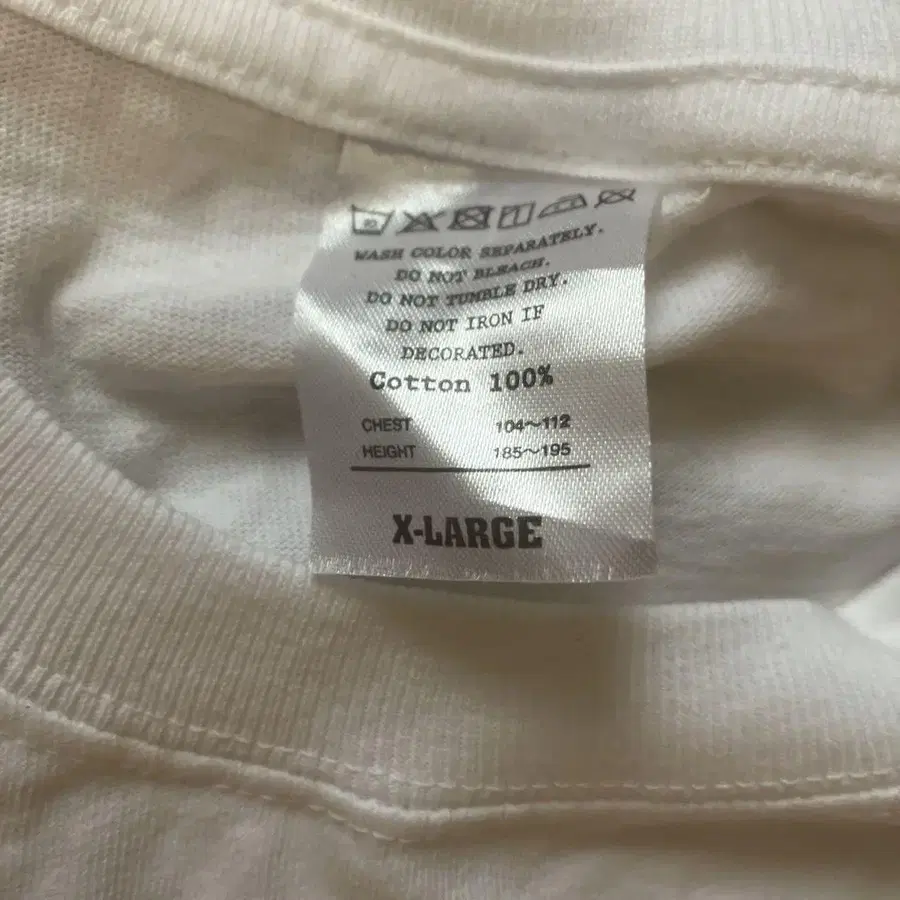 WASH COLOR SEPARATELY.
DO NOT BLEACH.
DO NOT TUMBLE DRY.
DO NOT IRON IF
DECORATED.
Cotton 100%
CHEST 104~112
HEIGHT 185~195
X-LARGE